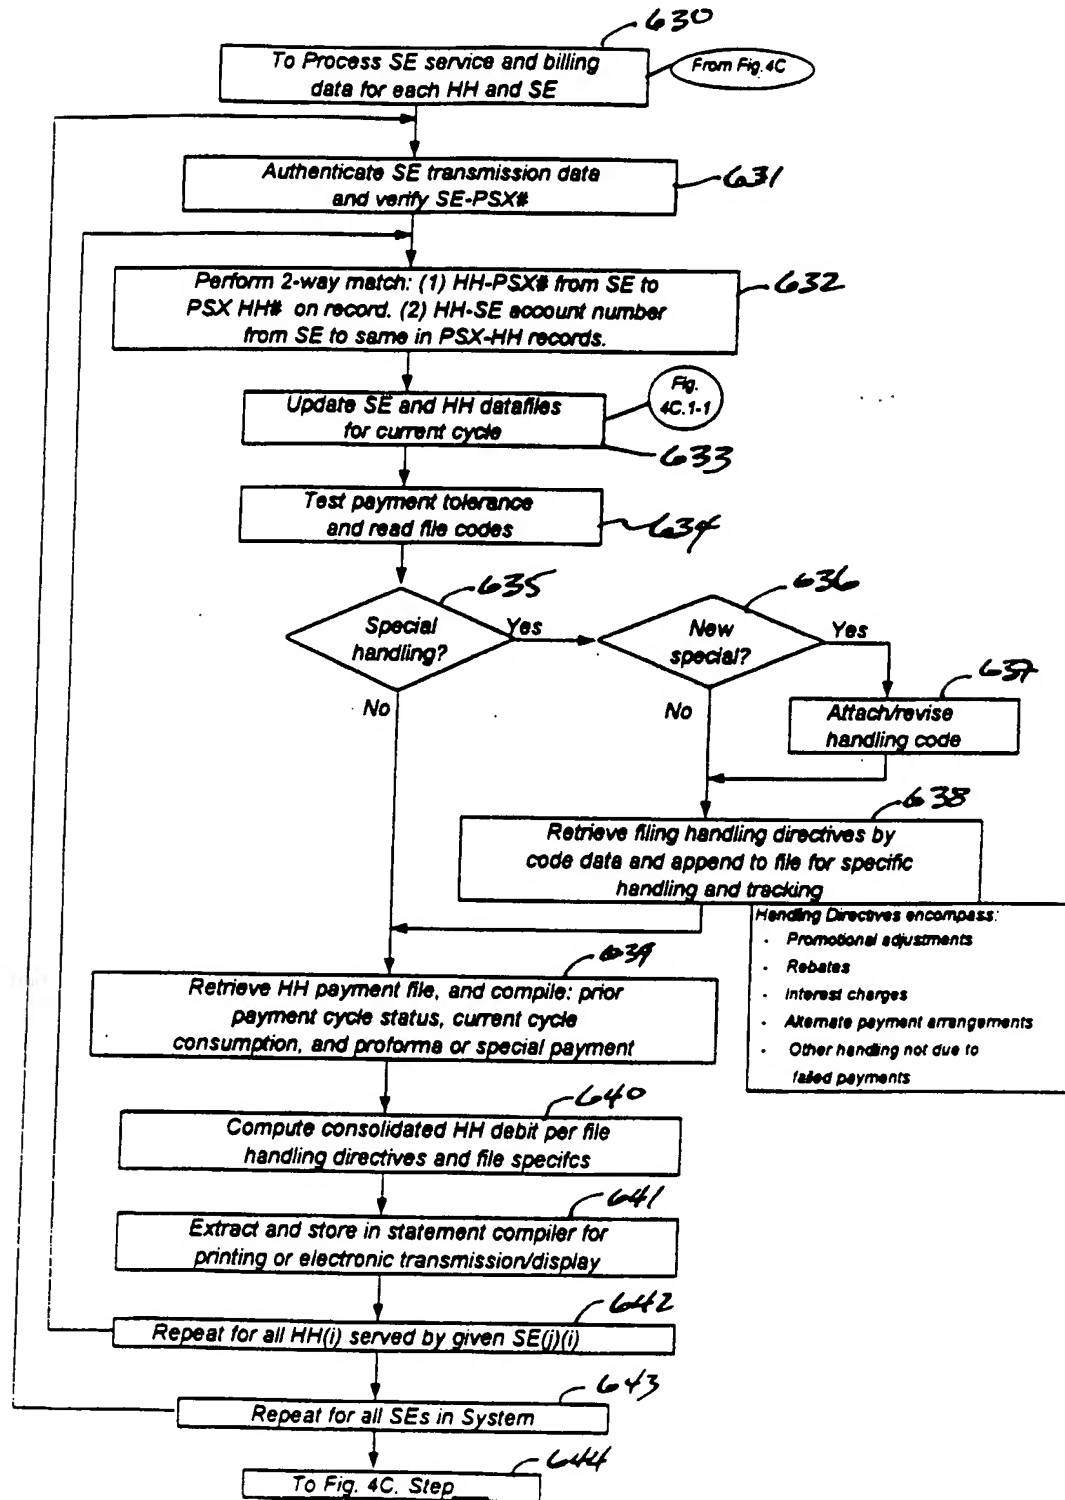 630
To Process SE service and billing
data for each HH and SE
From Fig.4C
Authenticate SE transmission data
and verify SE-PSX#
631
Perform 2-way match: (1) HH-PSX# from SE to
PSX HH# on record. (2) HH-SE account number
from SE to same in PSX-HH records.
632
Update SE and HH datafiles
for current cycle
Fig.
4C.1-1
633
Test payment tolerance
and read file codes
634
635
Special
handling?
Yes
No
636
New
special?
Yes
No
637
Attach/revise
handling code
638
Retrieve filing handling directives by
code data and append to file for specific
handling and tracking
Handling Directives encompass:
- Promotional adjustments
- Rebates
- Interest charges
- Alternate payment arrangements
- Other handling not due to
failed payments
639
Retrieve HH payment file, and compile: prior
payment cycle status, current cycle
consumption, and proforma or special payment
640
Compute consolidated HH debit per file
handling directives and file specifcs
641
Extract and store in statement compiler for
printing or electronic transmission/display
642
Repeat for all HH(i) served by given SE(j)(i)
643
Repeat for all SEs in System
644
To Fig. 4C. Step